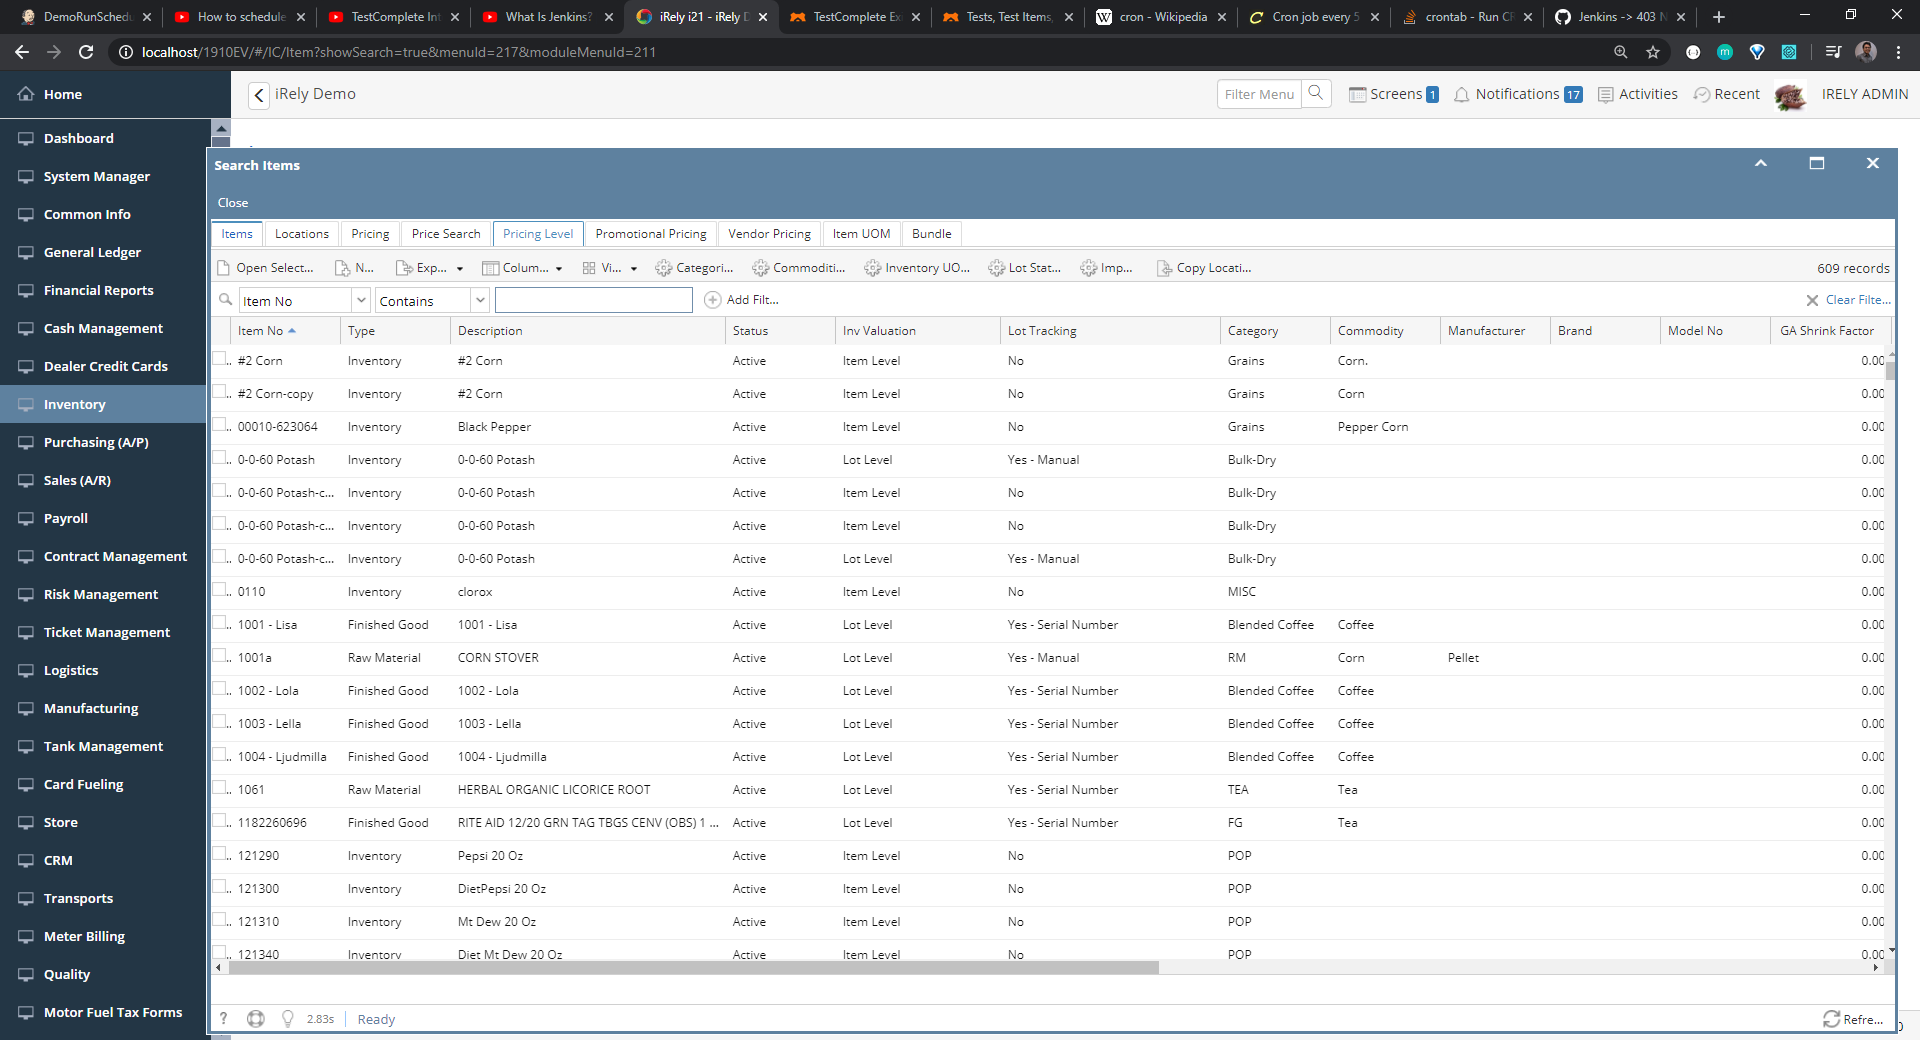 DemoRunSchedu
How to schedule
TestComplete Int
What Is Jenkins?
iRely i21 - iRely D
TestComplete Ex
Tests, Test Items,
cron - Wikipedia
Cron job every 5
crontab - Run CR
Jenkins -> 403 N
localhost/1910EV/#/IC/Item?showSearch=true&menuId=217&moduleMenuId=211
Home
iRely Demo
Filter Menu
Screens 1
Notifications 17
Activities
Recent
IRELY ADMIN
Dashboard
System Manager
Common Info
General Ledger
Financial Reports
Cash Management
Dealer Credit Cards
Inventory
Purchasing (A/P)
Sales (A/R)
Payroll
Contract Management
Risk Management
Ticket Management
Logistics
Manufacturing
Tank Management
Card Fueling
Store
CRM
Transports
Meter Billing
Quality
Motor Fuel Tax Forms
Search Items
Close
Items Locations Pricing Price Search Pricing Level Promotional Pricing Vendor Pricing Item UOM Bundle
Open Select... N... Exp... Colum... Vi... Categori... Commoditi... Inventory UO... Lot Stat... Imp... Copy Locati... 609 records
Item No Contains Add Filt... Clear Filte...
Item No Type Description Status Inv Valuation Lot Tracking Category Commodity Manufacturer Brand Model No GA Shrink Factor
#2 Corn Inventory #2 Corn Active Item Level No Grains Corn. 0.00
#2 Corn-copy Inventory #2 Corn Active Item Level No Grains Corn 0.00
00010-623064 Inventory Black Pepper Active Item Level No Grains Pepper Corn 0.00
0-0-60 Potash Inventory 0-0-60 Potash Active Lot Level Yes - Manual Bulk-Dry 0.00
0-0-60 Potash-c... Inventory 0-0-60 Potash Active Item Level No Bulk-Dry 0.00
0-0-60 Potash-c... Inventory 0-0-60 Potash Active Item Level No Bulk-Dry 0.00
0-0-60 Potash-c... Inventory 0-0-60 Potash Active Lot Level Yes - Manual Bulk-Dry 0.00
0110 Inventory clorox Active Item Level No MISC 0.00
1001 - Lisa Finished Good 1001 - Lisa Active Lot Level Yes - Serial Number Blended Coffee Coffee 0.00
1001a Raw Material CORN STOVER Active Lot Level Yes - Manual RM Corn Pellet 0.00
1002 - Lola Finished Good 1002 - Lola Active Lot Level Yes - Serial Number Blended Coffee Coffee 0.00
1003 - Lella Finished Good 1003 - Lella Active Lot Level Yes - Serial Number Blended Coffee Coffee 0.00
1004 - Ljudmilla Finished Good 1004 - Ljudmilla Active Lot Level Yes - Serial Number Blended Coffee Coffee 0.00
1061 Raw Material HERBAL ORGANIC LICORICE ROOT Active Lot Level Yes - Serial Number TEA Tea 0.00
1182260696 Finished Good RITE AID 12/20 GRN TAG TBGS CENV (OBS) 1 ... Active Lot Level Yes - Serial Number FG Tea 0.00
121290 Inventory Pepsi 20 Oz Active Item Level No POP 0.00
121300 Inventory DietPepsi 20 Oz Active Item Level No POP 0.00
121310 Inventory Mt Dew 20 Oz Active Item Level No POP 0.00
121340 Inventory Diet Mt Dew 20 Oz Active Item Level No POP 0.00
? 2.83s Ready Refre...